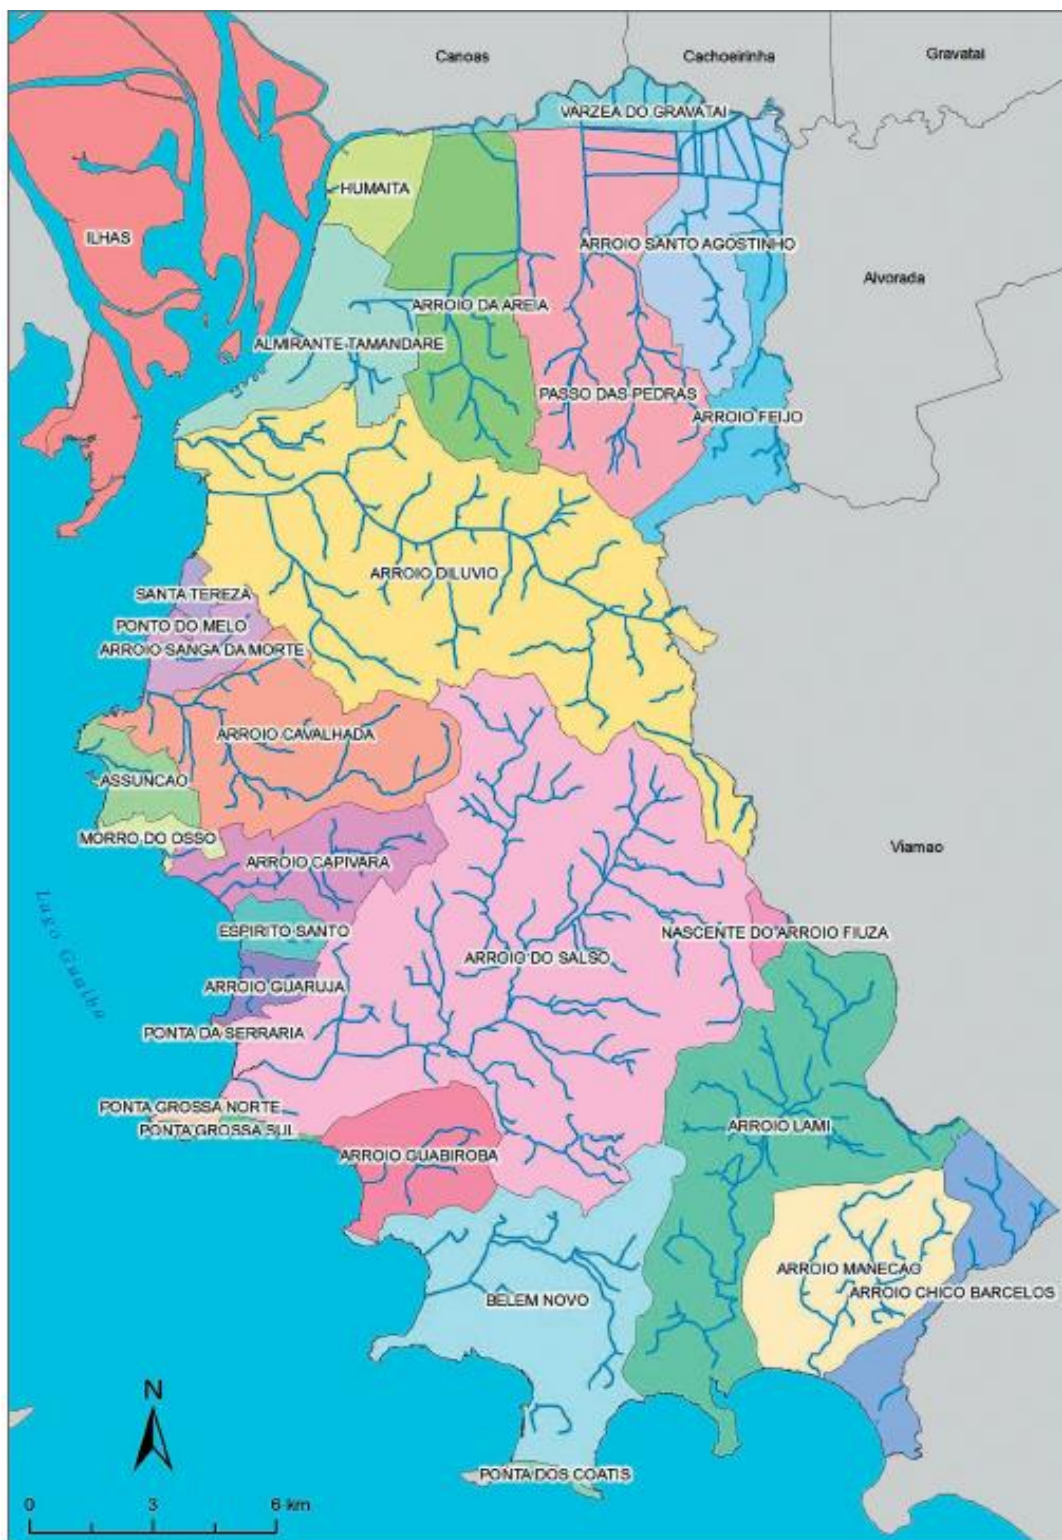 Canoas
Cachoeirinha
Gravatai
VARZEA DO GRAVATAI
HUMAITA
ILHAS
ARROIO SANTO AGOSTINHO
Alvorada
ARROIO DA AREIA
ALMIRANTE TAMANDARE
PASSO DAS PEDRAS
ARROIO FEIJO
ARROIO DILUVIO
SANTA TEREZA
PONTO DO MELO
ARROIO SANGA DA MORTE
ARROIO CAVALHADA
ASSUNCAO
MORRO DO OSSO
ARROIO CAPIVARA
Viamao
Lago Guaíba
ESPIRITO SANTO
NASCENTE DO ARROIO FIUZA
ARROIO DO SALSO
ARROIO GUARUJA
PONTA DA SERRARIA
PONTA GROSSA NORTE
PONTA GROSSA SUL
ARROIO LAMI
ARROIO GUABIROBA
ARROIO MANECAO
ARROIO CHICO BARCELOS
BELEM NOVO
N
PONTA DOS COATIS
0 3 6 km